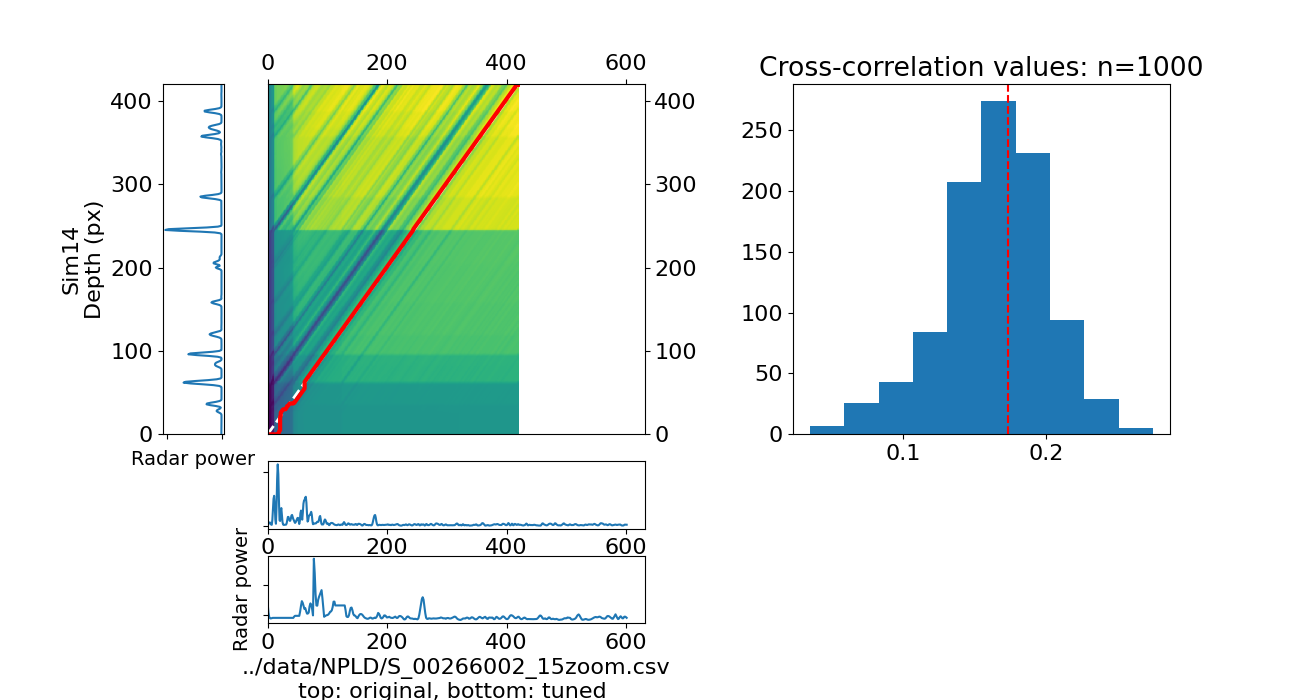 0 200 400 600
Cross-correlation values: n=1000
400
300
200
100
0
Sim14
Depth (px)
Radar power
400
300
200
100
0
250
200
150
100
50
0
0.1 0.2
0 200 400 600
Radar power
0 200 400 600
../data/NPLD/S_00266002_15zoom.csv
top: original, bottom: tuned